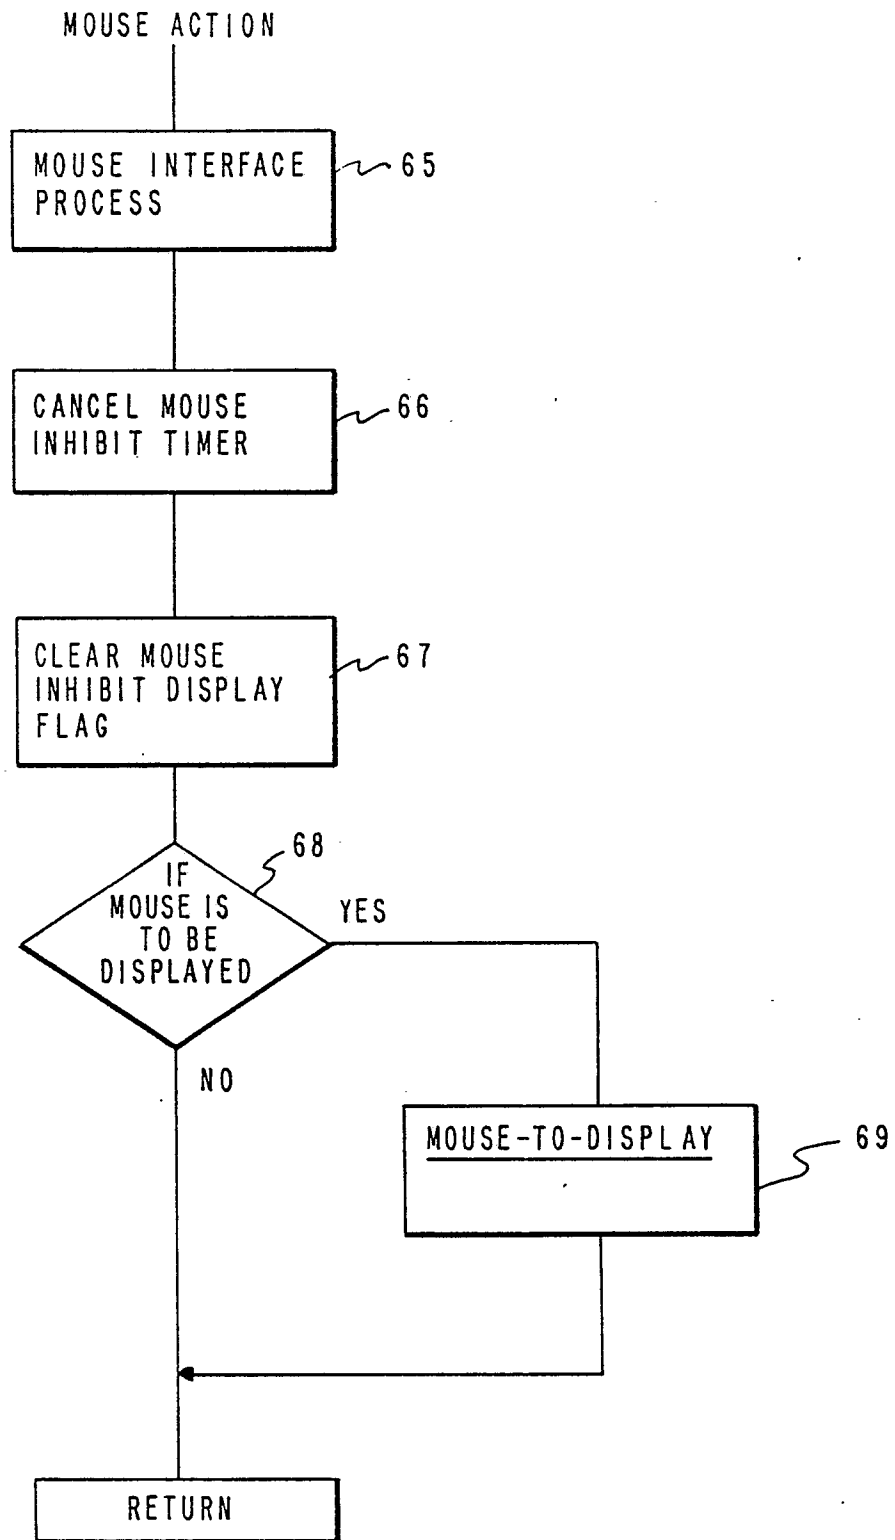 MOUSE ACTION
MOUSE INTERFACE
PROCESS
65
CANCEL MOUSE
INHIBIT TIMER
66
CLEAR MOUSE
INHIBIT DISPLAY
FLAG
67
68
IF
MOUSE IS
TO BE
DISPLAYED
YES
NO
MOUSE-TO-DISPLAY
69
RETURN